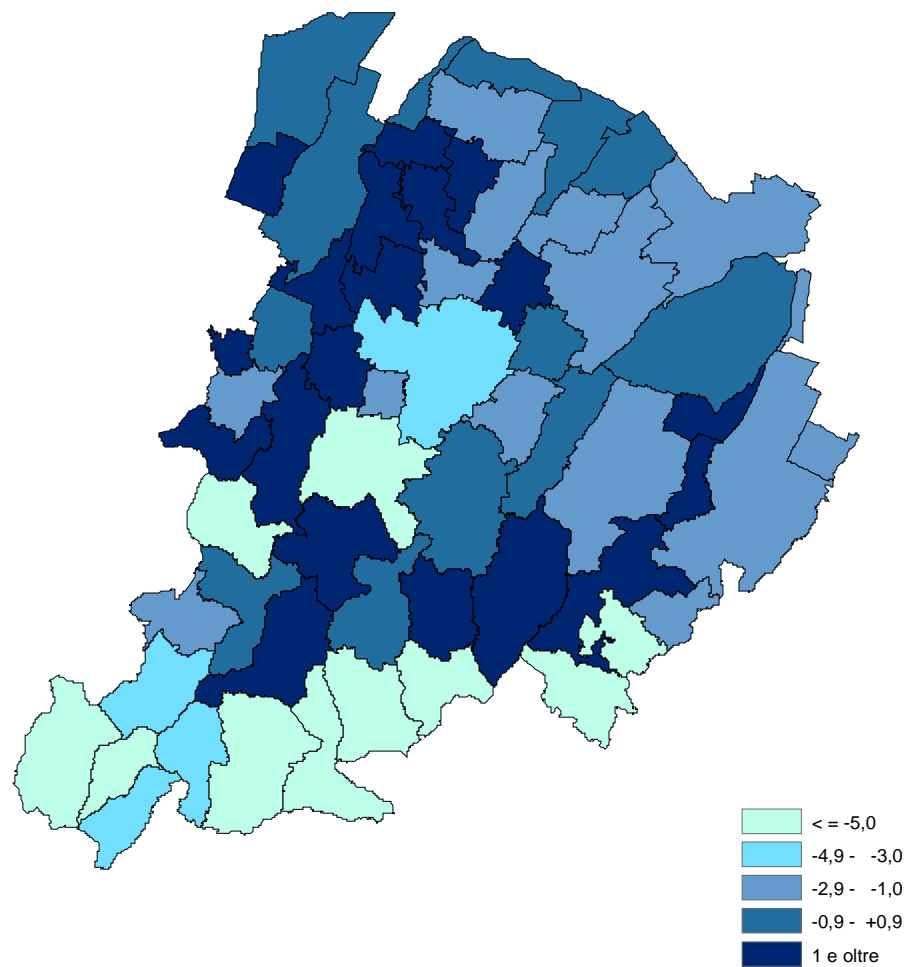 < = -5,0
-4,9 - -3,0
-2,9 - -1,0
-0,9 - +0,9
1 e oltre